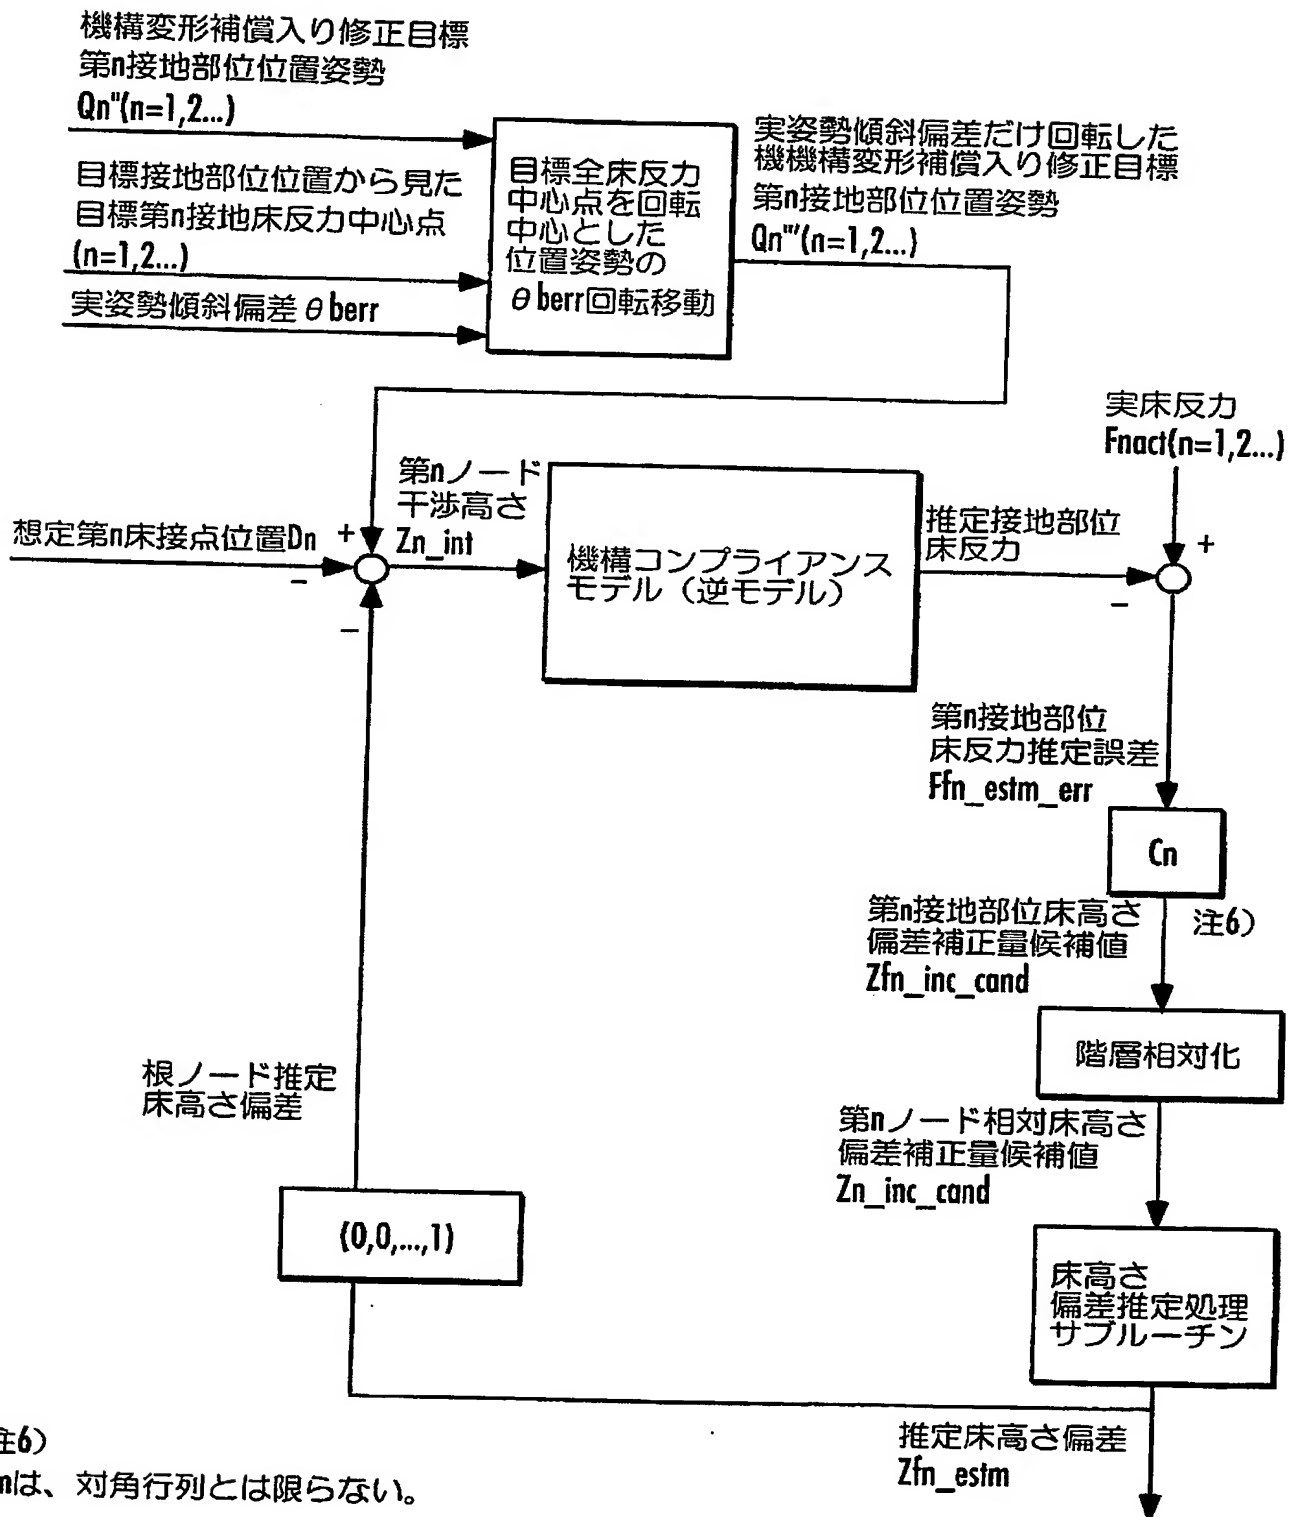 機構変形補償入り修正目標
第n接地部位位置姿勢
Qn"(n=1,2...)
目標接地部位位置から見た
目標第n接地床反力中心点
(n=1,2...)
実姿勢傾斜偏差θberr
目標全床反力
中心点を回転
中心とした
位置姿勢の
θberr回転移動
実姿勢傾斜偏差だけ回転した
機機構変形補償入り修正目標
第n接地部位位置姿勢
Qn"'(n=1,2...)
実床反力
Fnact(n=1,2...)
想定第n床接点位置Dn
+
−
−
第nノード
干渉高さ
Zn_int
機構コンプライアンス
モデル（逆モデル）
推定接地部位
床反力
+
−
第n接地部位
床反力推定誤差
Ffn_estm_err
Cn
注6）
第n接地部位床高さ
偏差補正量候補値
Zfn_inc_cand
階層相対化
第nノード相対床高さ
偏差補正量候補値
Zn_inc_cand
床高さ
偏差推定処理
サブルーチン
根ノード推定
床高さ偏差
(0,0,...,1)
推定床高さ偏差
Zfn_estm
注6）
nは、対角行列とは限らない。